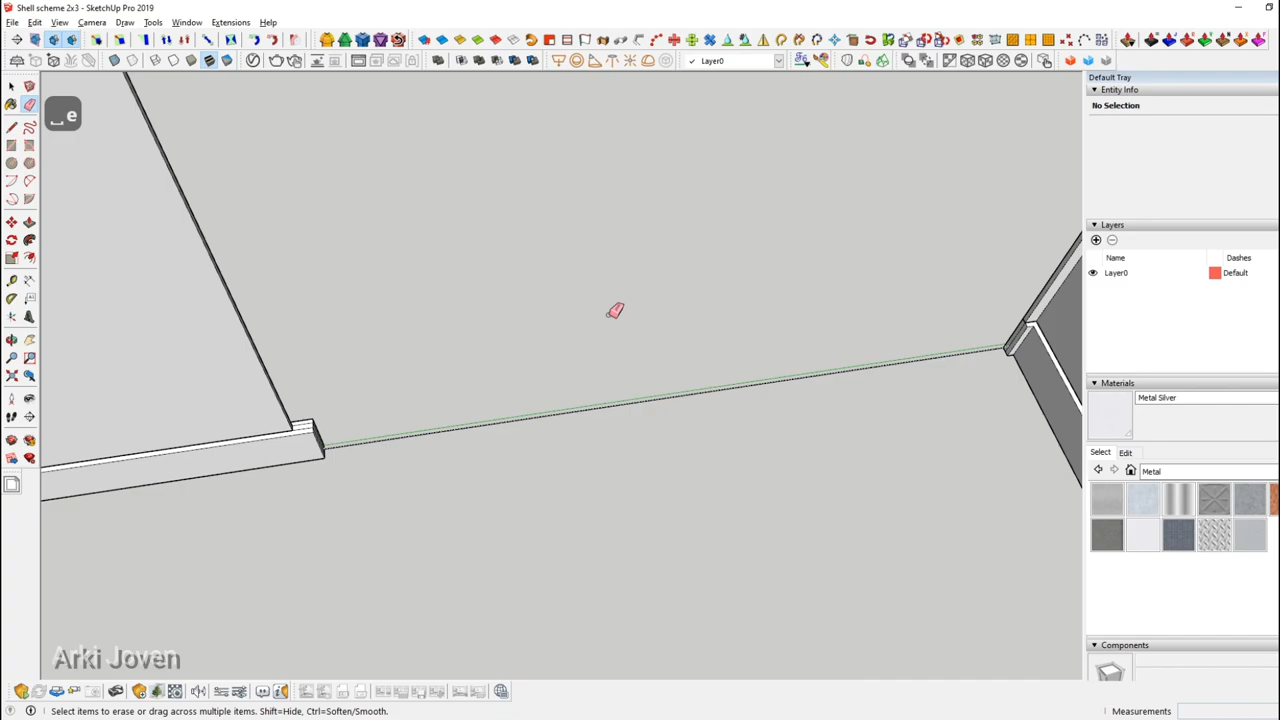 Shell scheme 2x3 - SketchUp Pro 2019
File Edit View Camera Draw Tools Window Extensions Help
Layer0
Default Tray
Entity Info
No Selection
e
Layers
Name Dashes
Layer0 Default
Materials
Metal Silver
Select Edit
Metal
Components
Arki Joven
Select items to erase or drag across multiple items. Shift=Hide, Ctrl=Soften/Smooth.
Measurements